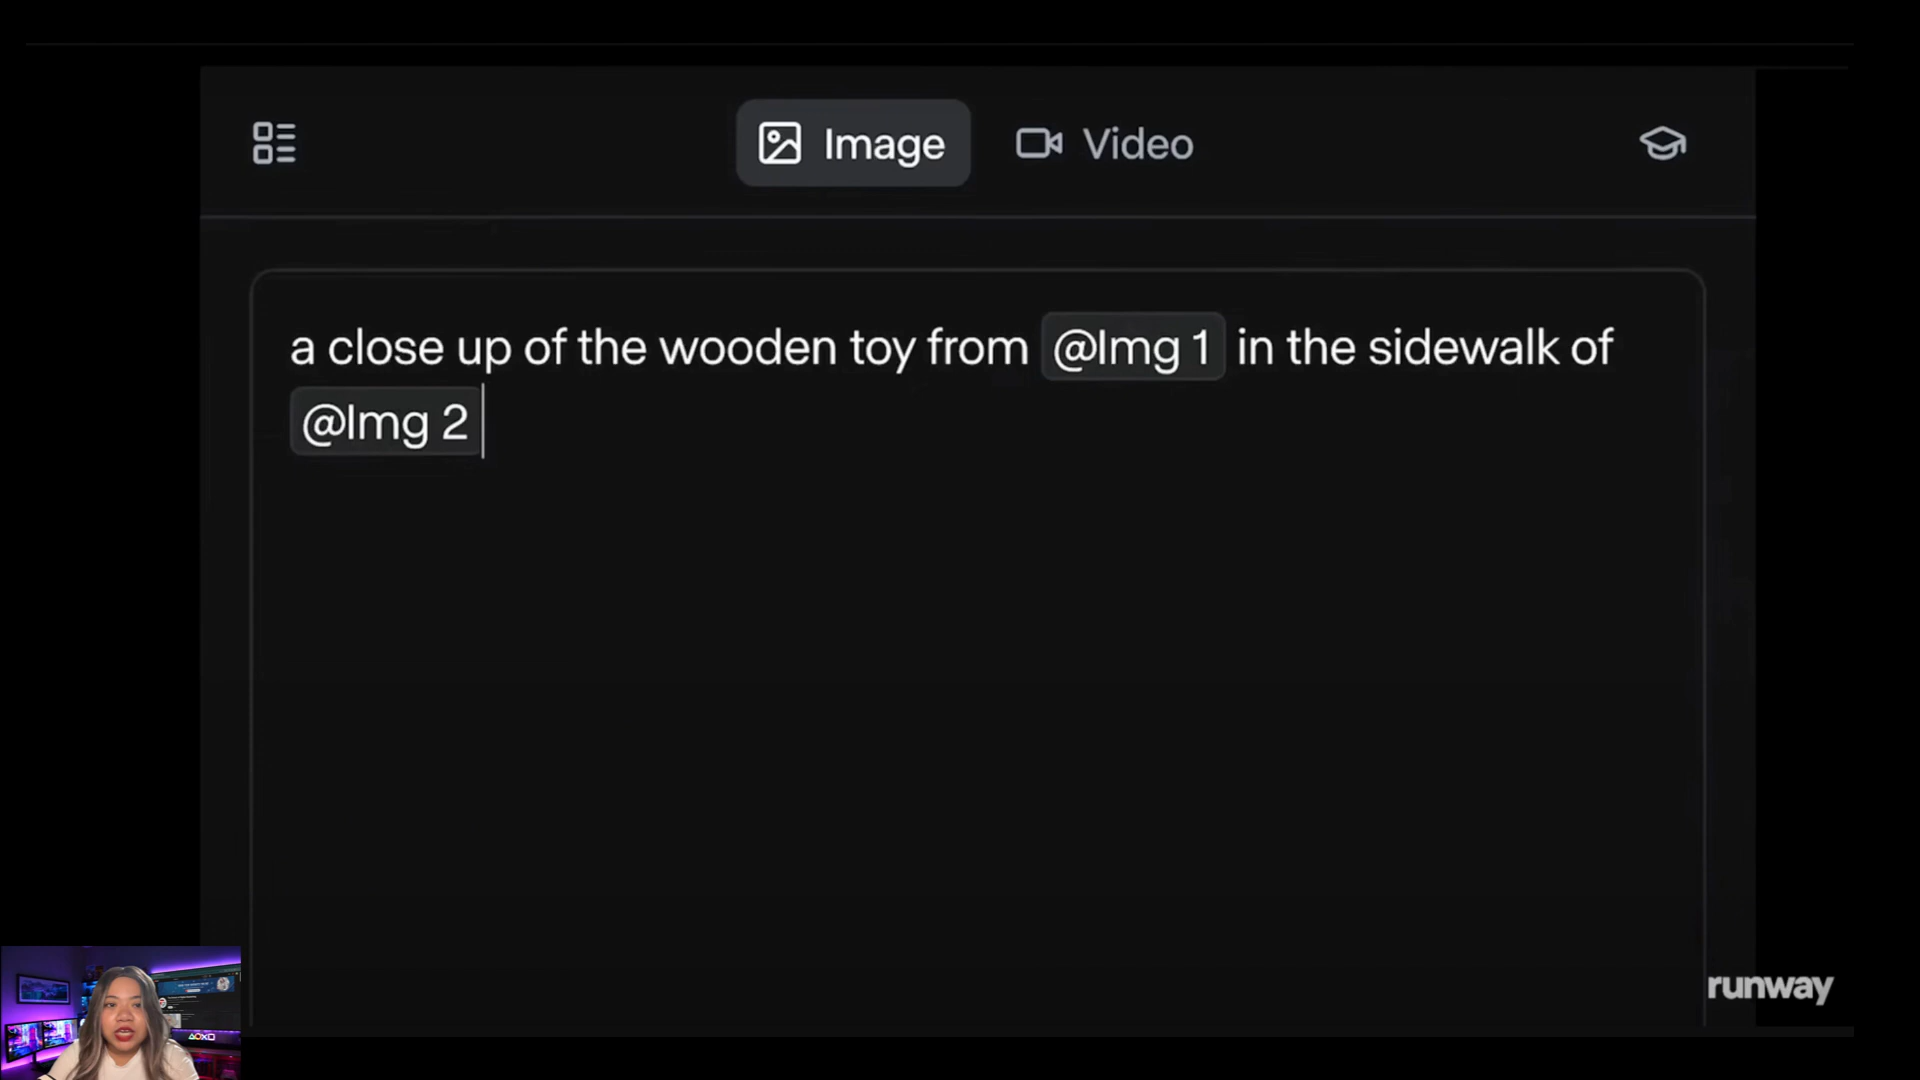 Image Video
a close up of the wooden toy from @Img 1 in the sidewalk of
@Img 2
runway